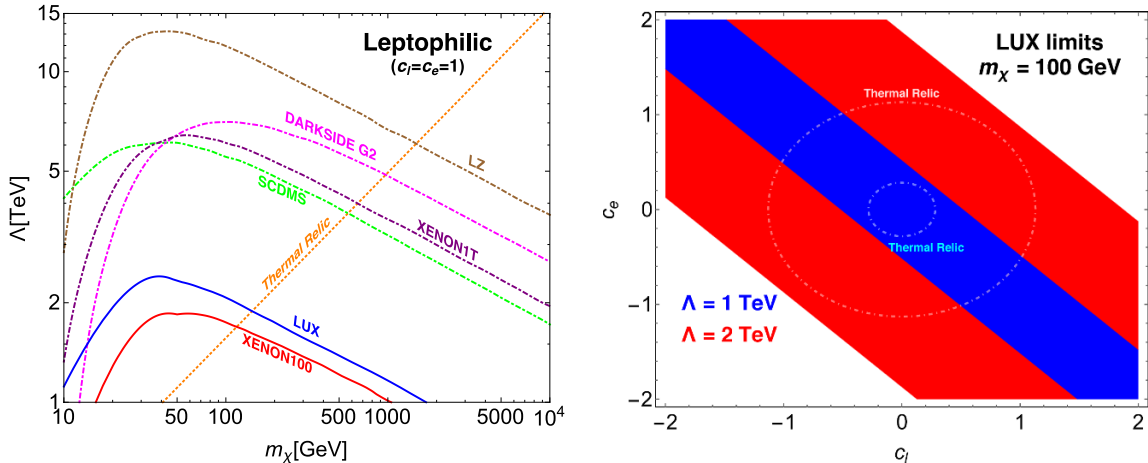 15
10
5
2
1
Λ[TeV]
Leptophilic
(c_l=c_e=1)
DARKSIDE G2
LZ
SCDMS
XENON1T
Thermal Relic
LUX
XENON100
10
50
100
500
1000
5000
10⁴
m_χ[GeV]
2
1
0
−1
−2
c_e
LUX limits
m_χ = 100 GeV
Thermal Relic
Thermal Relic
Λ = 1 TeV
Λ = 2 TeV
−2
−1
0
1
2
c_l